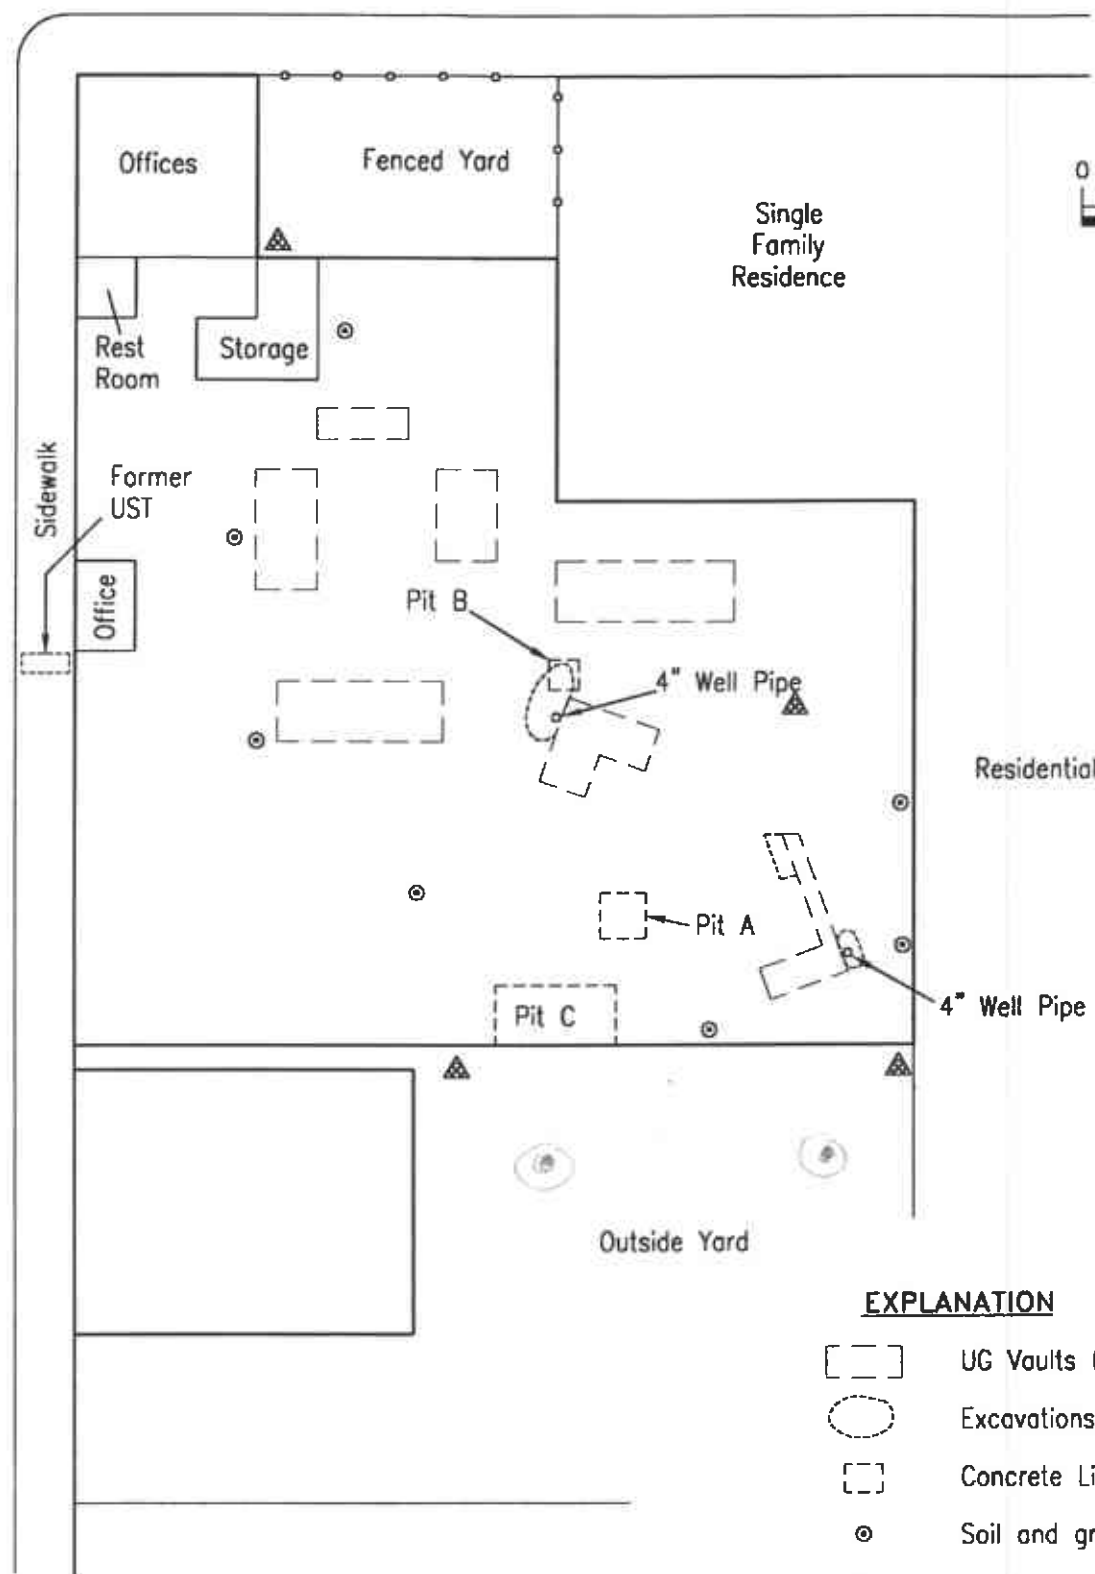 Offices
Fenced Yard
0
Single
Family
Residence
Rest
Room
Storage
Sidewalk
Former
UST
Office
Pit B
4" Well Pipe
Residential
Pit A
Pit C
4" Well Pipe
Outside Yard
EXPLANATION
UG Vaults (
Excavations
Concrete Li
Soil and gr